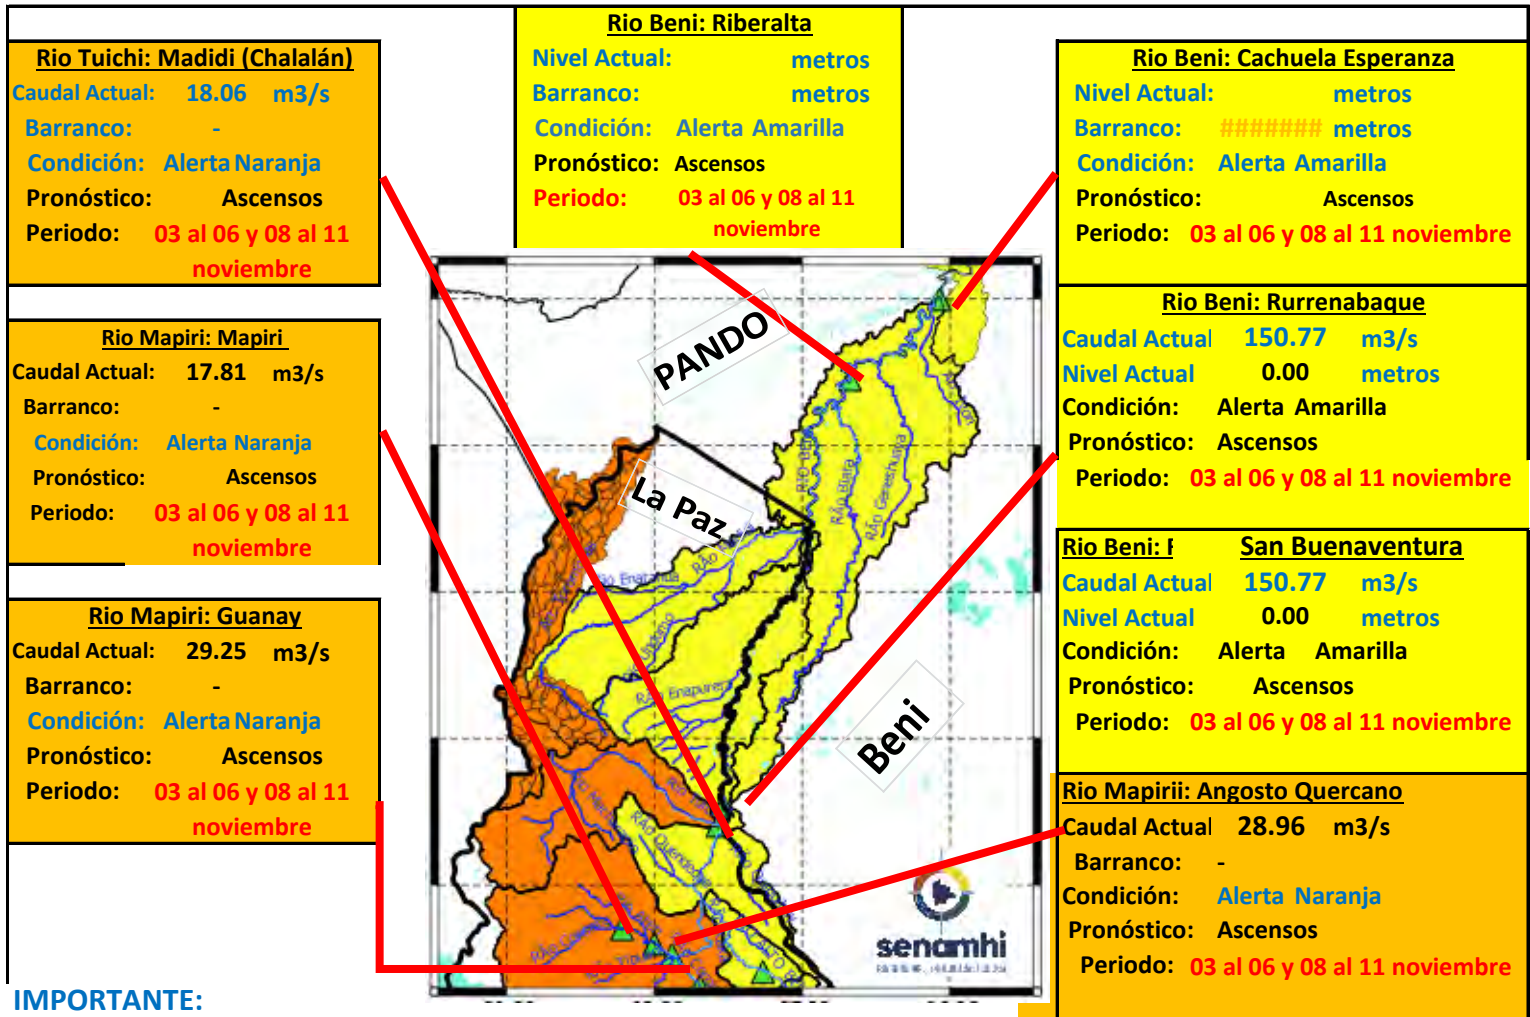 Rio Tuichi: Madidi (Chalalán)
Caudal Actual: 18.06 m3/s
Barranco: -
Condición: Alerta Naranja
Pronóstico: Ascensos
Periodo: 03 al 06 y 08 al 11
noviembre
Rio Mapiri: Mapiri
Caudal Actual: 17.81 m3/s
Barranco: -
Condición: Alerta Naranja
Pronóstico: Ascensos
Periodo: 03 al 06 y 08 al 11
noviembre
Rio Mapiri: Guanay
Caudal Actual: 29.25 m3/s
Barranco: -
Condición: Alerta Naranja
Pronóstico: Ascensos
Periodo: 03 al 06 y 08 al 11
noviembre
Rio Beni: Riberalta
Nivel Actual: metros
Barranco: metros
Condición: Alerta Amarilla
Pronóstico: Ascensos
Periodo: 03 al 06 y 08 al 11
noviembre
PANDO
La Paz
Beni
RÃo Biata
RÃo Geneshuaya
RÃo Enapurera
senamhi
Rio Beni: Cachuela Esperanza
Nivel Actual: metros
Barranco: ####### metros
Condición: Alerta Amarilla
Pronóstico: Ascensos
Periodo: 03 al 06 y 08 al 11 noviembre
Rio Beni: Rurrenabaque
Caudal Actual 150.77 m3/s
Nivel Actual 0.00 metros
Condición: Alerta Amarilla
Pronóstico: Ascensos
Periodo: 03 al 06 y 08 al 11 noviembre
Rio Beni: San Buenaventura
Caudal Actual 150.77 m3/s
Nivel Actual 0.00 metros
Condición: Alerta Amarilla
Pronóstico: Ascensos
Periodo: 03 al 06 y 08 al 11 noviembre
Rio Mapirii: Angosto Quercano
Caudal Actual 28.96 m3/s
Barranco: -
Condición: Alerta Naranja
Pronóstico: Ascensos
Periodo: 03 al 06 y 08 al 11 noviembre
IMPORTANTE: